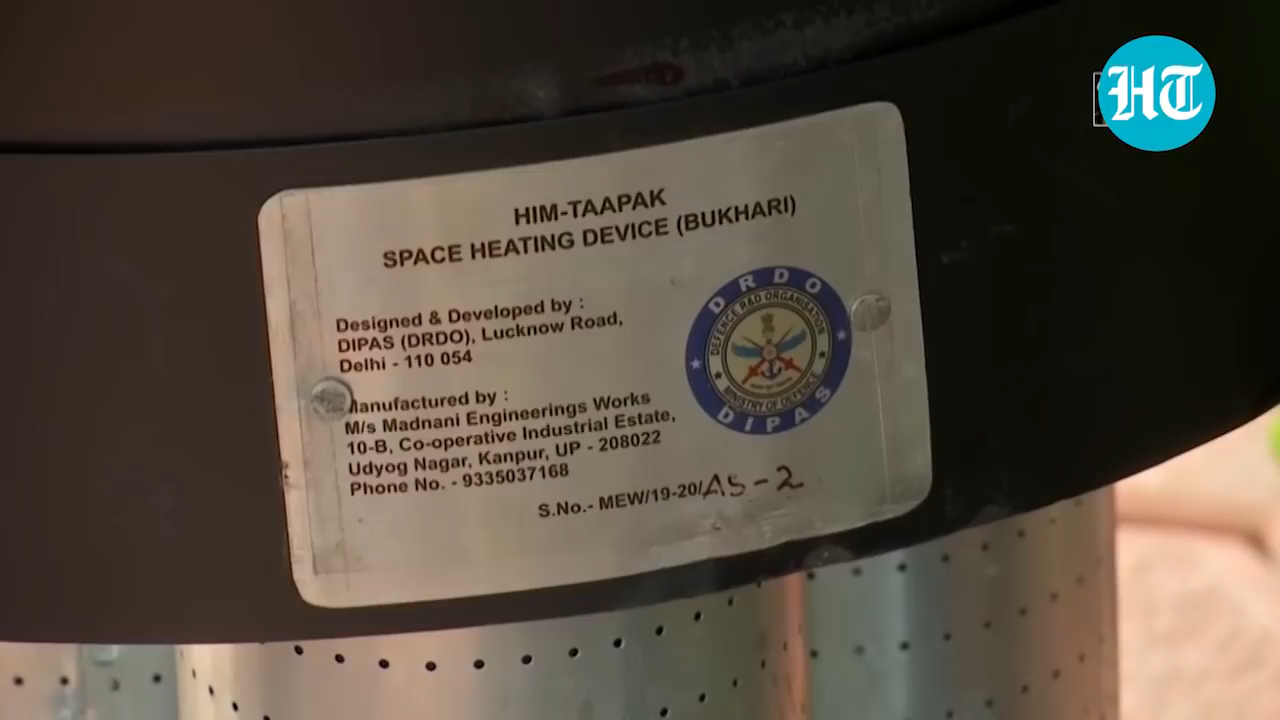 HT
HIM-TAAPAK
SPACE HEATING DEVICE (BUKHARI)
Designed & Developed by :
DIPAS (DRDO), Lucknow Road,
Delhi - 110 054
Manufactured by :
M/s Madnani Engineerings Works
10-B, Co-operative Industrial Estate,
Udyog Nagar, Kanpur, UP - 208022
Phone No. - 9335037168
S.No.- MEW/19-20/AS-2
DRDO
DEFENCE R&D ORGANISATION
MINISTRY OF DEFENCE
DIPAS